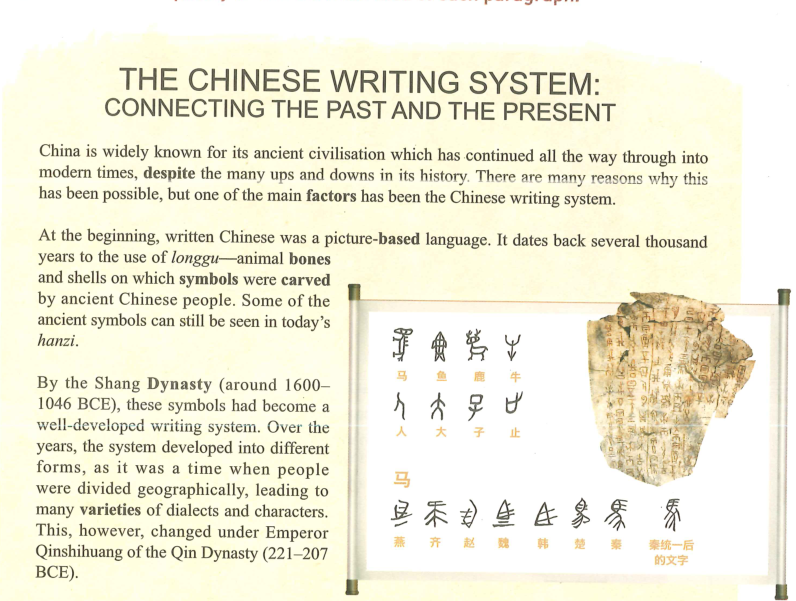 THE CHINESE WRITING SYSTEM:
CONNECTING THE PAST AND THE PRESENT
China is widely known for its ancient civilisation which has continued all the way through into
modern times, despite the many ups and downs in its history. There are many reasons why this
has been possible, but one of the main factors has been the Chinese writing system.
At the beginning, written Chinese was a picture-based language. It dates back several thousand
years to the use of longgu—animal bones
and shells on which symbols were carved
by ancient Chinese people. Some of the
ancient symbols can still be seen in today's
hanzi.
By the Shang Dynasty (around 1600–
1046 BCE), these symbols had become a
well-developed writing system. Over the
years, the system developed into different
forms, as it was a time when people
were divided geographically, leading to
many varieties of dialects and characters.
This, however, changed under Emperor
Qinshihuang of the Qin Dynasty (221–207
BCE).
马 鱼 鹿 牛
人 大 子 止
马
燕 齐 赵 魏 韩 楚 秦 秦统一后
的文字